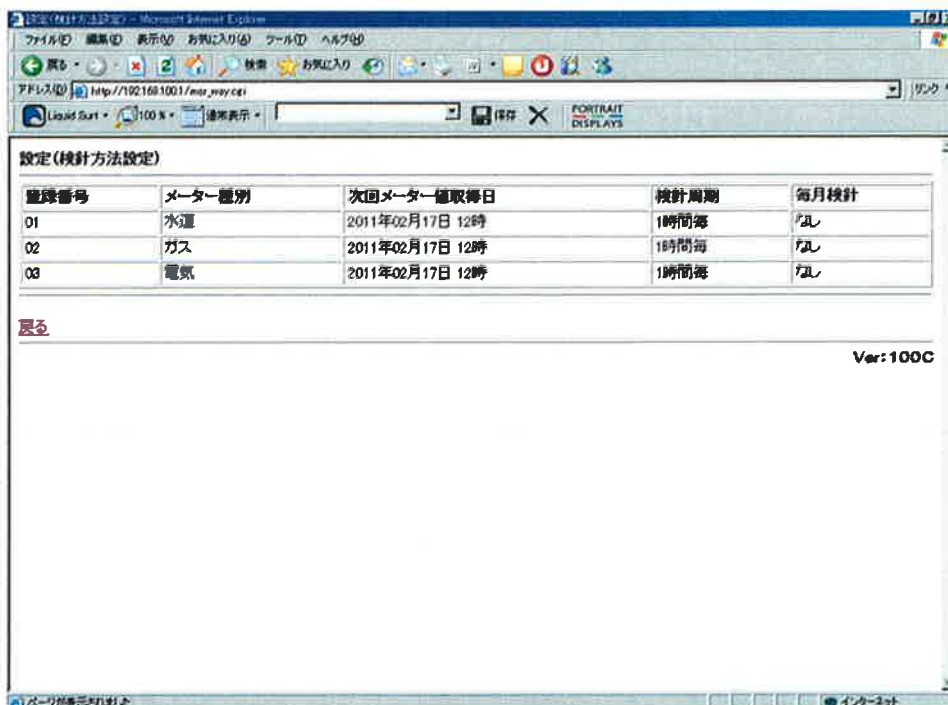 設定(検針方法設定) - Microsoft Internet Explorer
ファイル(F) 編集(E) 表示(V) お気に入り(A) ツール(T) ヘルプ(H)
戻る 検索 お気に入り
アドレス(D) http://192.168.100.1/mor_way.cgi リンク
Liquid Surf 100% 通常表示 保存 PORTRAIT DISPLAYS
設定(検針方法設定)
登録番号 メーター種別 次回メーター値取得日 検針周期 毎月検針
01 水道 2011年02月17日 12時 1時間毎 なし
02 ガス 2011年02月17日 12時 1時間毎 なし
03 電気 2011年02月17日 12時 1時間毎 なし
戻る
Ver:100C
ページが表示されました インターネット